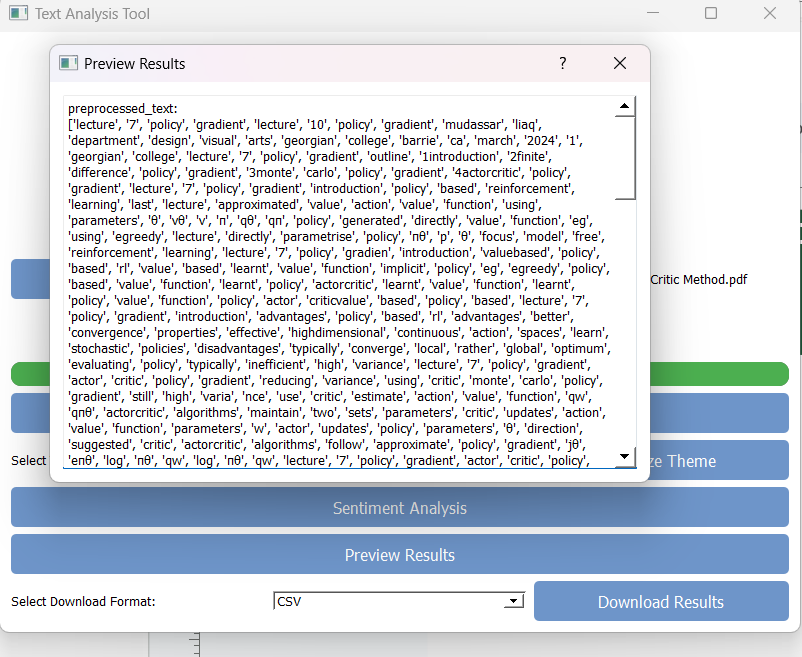 Text Analysis Tool
Preview Results
?
preprocessed_text:
['lecture', '7', 'policy', 'gradient', 'lecture', '10', 'policy', 'gradient', 'mudassar', 'liaq',
'department', 'design', 'visual', 'arts', 'georgian', 'college', 'barrie', 'ca', 'march', '2024', '1',
'georgian', 'college', 'lecture', '7', 'policy', 'gradient', 'outline', '1introduction', '2finite',
'difference', 'policy', 'gradient', '3monte', 'carlo', 'policy', 'gradient', '4actorcritic', 'policy',
'gradient', 'lecture', '7', 'policy', 'gradient', 'introduction', 'policy', 'based', 'reinforcement',
'learning', 'last', 'lecture', 'approximated', 'value', 'action', 'value', 'function', 'using',
'parameters', 'θ', 'vθ', 'v', 'π', 'qθ', 'qπ', 'policy', 'generated', 'directly', 'value', 'function', 'eg',
'using', 'egreedy', 'lecture', 'directly', 'parametrise', 'policy', 'πθ', 'p', 'θ', 'focus', 'model', 'free',
'reinforcement', 'learning', 'lecture', '7', 'policy', 'gradien', 'introduction', 'valuebased', 'policy',
'based', 'rl', 'value', 'based', 'learnt', 'value', 'function', 'implicit', 'policy', 'eg', 'egreedy', 'policy',
'based', 'value', 'function', 'learnt', 'policy', 'actorcritic', 'learnt', 'value', 'function', 'learnt',
'policy', 'value', 'function', 'policy', 'actor', 'criticvalue', 'based', 'policy', 'based', 'lecture', '7',
'policy', 'gradient', 'introduction', 'advantages', 'policy', 'based', 'rl', 'advantages', 'better',
'convergence', 'properties', 'effective', 'highdimensional', 'continuous', 'action', 'spaces', 'learn',
'stochastic', 'policies', 'disadvantages', 'typically', 'converge', 'local', 'rather', 'global', 'optimum',
'evaluating', 'policy', 'typically', 'inefficient', 'high', 'variance', 'lecture', '7', 'policy', 'gradient',
'actor', 'critic', 'policy', 'gradient', 'reducing', 'variance', 'using', 'critic', 'monte', 'carlo', 'policy',
'gradient', 'still', 'high', 'varia', 'nce', 'use', 'critic', 'estimate', 'action', 'value', 'function', 'qw',
'qπθ', 'actorcritic', 'algorithms', 'maintain', 'two', 'sets', 'parameters', 'critic', 'updates', 'action',
'value', 'function', 'parameters', 'w', 'actor', 'updates', 'policy', 'parameters', 'θ', 'direction',
'suggested', 'critic', 'actorcritic', 'algorithms', 'follow', 'approximate', 'policy', 'gradient', 'jθ',
'eπθ', 'log', 'πθ', 'qw', 'log', 'πθ', 'qw', 'lecture', '7', 'policy', 'gradient', 'actor', 'critic', 'policy',
Critic Method.pdf
Select
ze Theme
Sentiment Analysis
Preview Results
Select Download Format:
CSV
Download Results